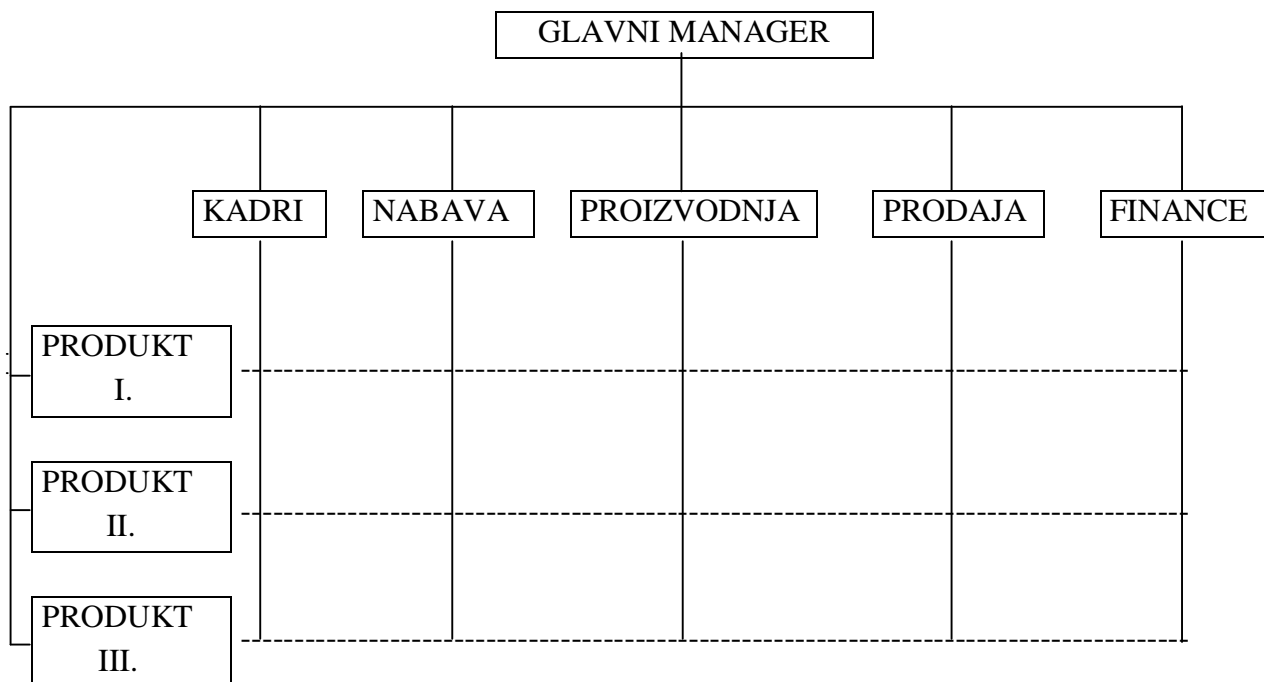 GLAVNI MANAGER
KADRI
NABAVA
PROIZVODNJA
PRODAJA
FINANCE
PRODUKT
I.
PRODUKT
II.
PRODUKT
III.